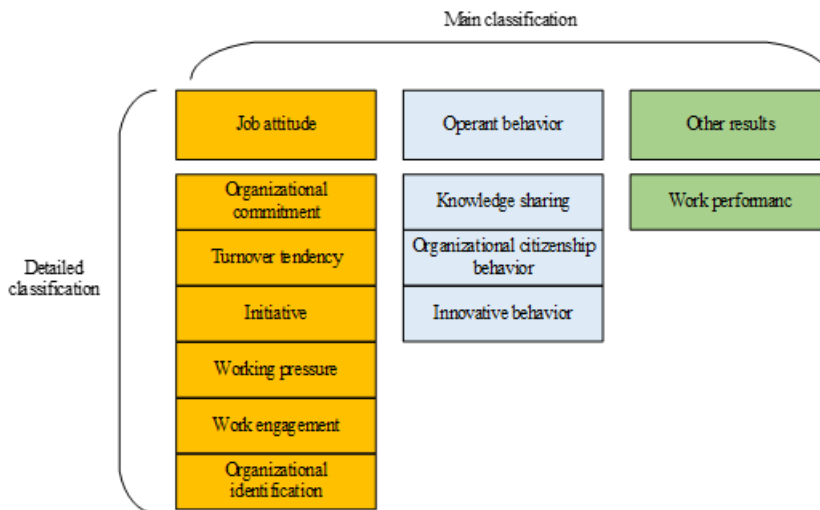 Main classification
Job attitude
Operant behavior
Other results
Organizational
commitment
Knowledge sharing
Work performanc
Turnover tendency
Organizational citizenship
behavior
Detailed
classification
Initiative
Innovative behavior
Working pressure
Work engagement
Organizational
identification